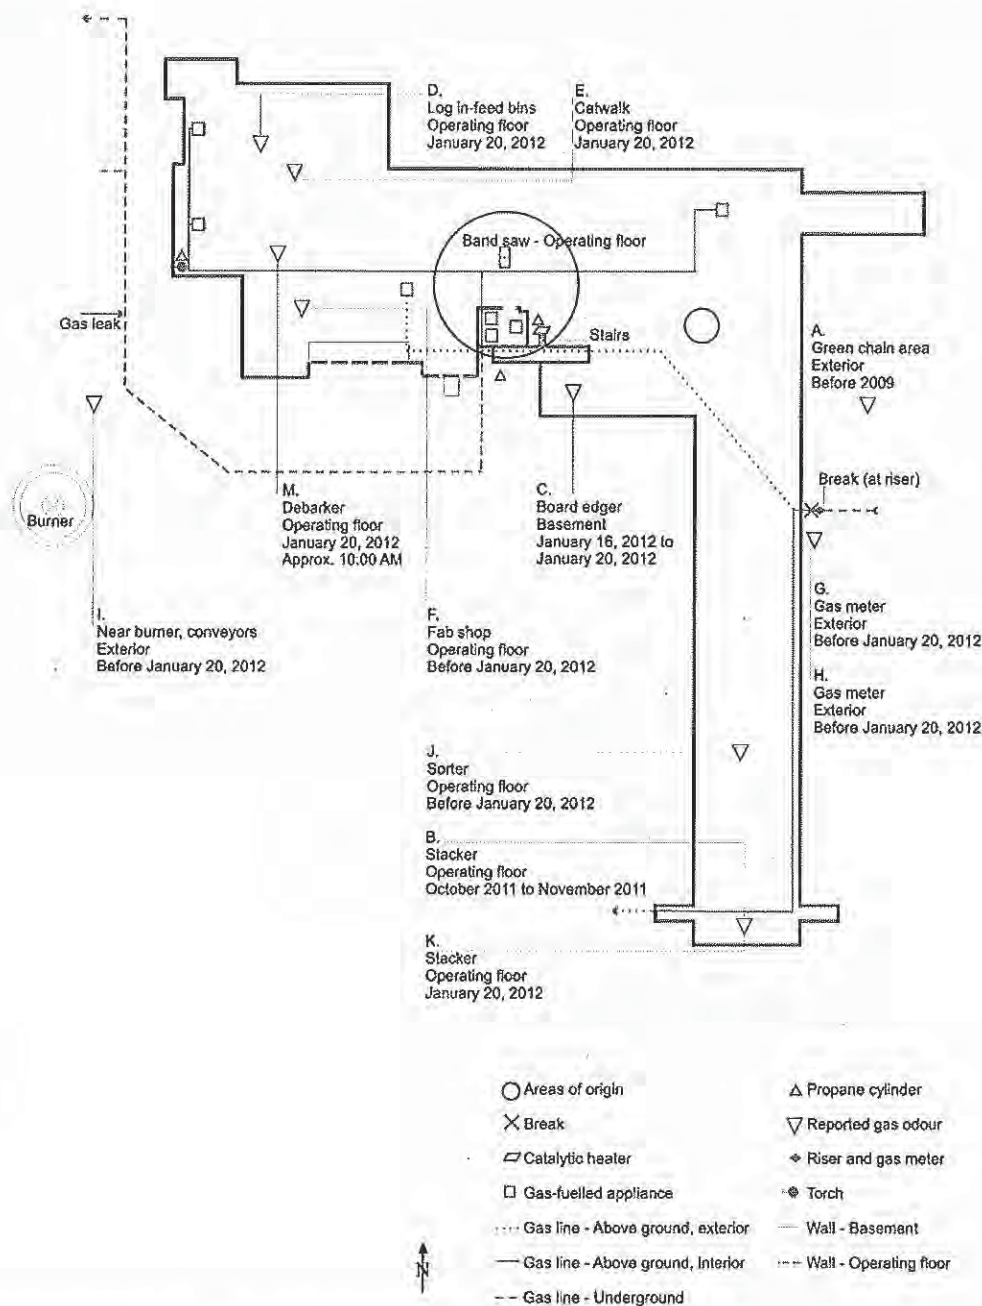 D.
Log in-feed bins
Operating floor
January 20, 2012
E.
Catwalk
Operating floor
January 20, 2012
Band saw - Operating floor
Gas leak
Stairs
A.
Green chain area
Exterior
Before 2009
Break (at riser)
Burner
M.
Debarker
Operating floor
January 20, 2012
Approx. 10:00 AM
C.
Board edger
Basement
January 16, 2012 to
January 20, 2012
I.
Near burner, conveyors
Exterior
Before January 20, 2012
F.
Fab shop
Operating floor
Before January 20, 2012
G.
Gas meter
Exterior
Before January 20, 2012
H.
Gas meter
Exterior
Before January 20, 2012
J.
Sorter
Operating floor
Before January 20, 2012
B.
Stacker
Operating floor
October 2011 to November 2011
K.
Stacker
Operating floor
January 20, 2012
Areas of origin
Break
Catalytic heater
Gas-fuelled appliance
Gas line - Above ground, exterior
Gas line - Above ground, Interior
Gas line - Underground
Propane cylinder
Reported gas odour
Riser and gas meter
Torch
Wall - Basement
Wall - Operating floor
N